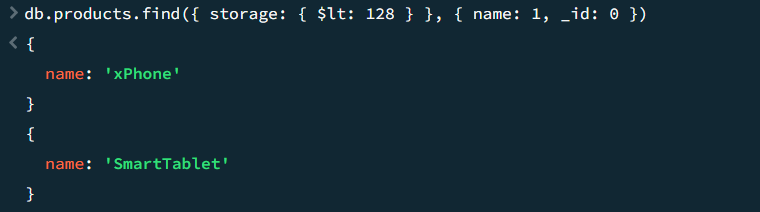 > db.products.find({ storage: { $lt: 128 } }, { name: 1, _id: 0 })
< {
name: 'xPhone'
}
{
name: 'SmartTablet'
}